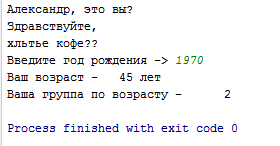 Александр, это вы?
Здравствуйте,
хльтье кофе??
Введите год рождения -> 1970
Ваш возраст - 45 лет
Ваша группа по возрасту - 2
Process finished with exit code 0